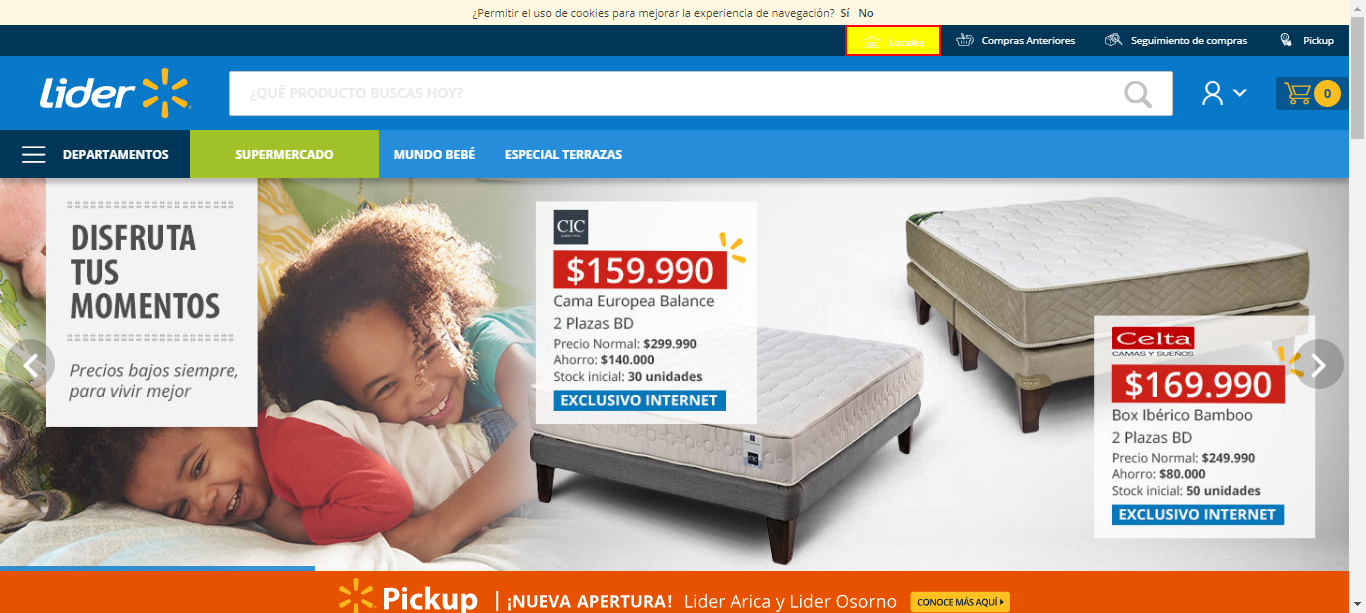 ¿Permitir el uso de cookies para mejorar la experiencia de navegación? Sí No
Locales Compras Anteriores Seguimiento de compras Pickup
Lider ¿QUÉ PRODUCTO BUSCAS HOY? 0
DEPARTAMENTOS SUPERMERCADO MUNDO BEBÉ ESPECIAL TERRAZAS
DISFRUTA
TUS
MOMENTOS
Precios bajos siempre,
para vivir mejor
CIC
$159.990
Cama Europea Balance
2 Plazas BD
Precio Normal: $299.990
Ahorro: $140.000
Stock inicial: 30 unidades
EXCLUSIVO INTERNET
CIC
Celta
CAMAS Y SUEÑOS
$169.990
Box Ibérico Bamboo
2 Plazas BD
Precio Normal: $249.990
Ahorro: $80.000
Stock inicial: 50 unidades
EXCLUSIVO INTERNET
Pickup | ¡NUEVA APERTURA! Lider Arica y Lider Osorno CONOCE MÁS AQUÍ